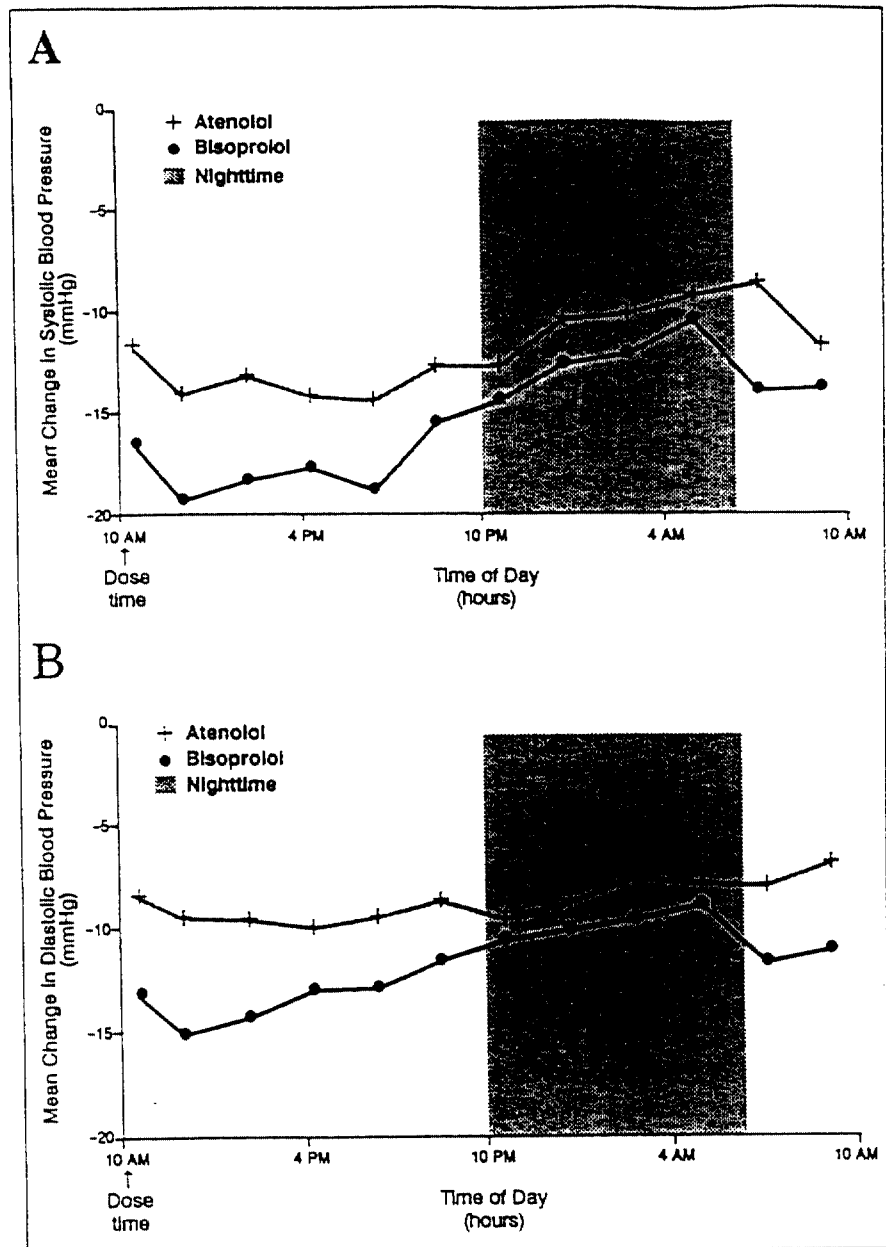 A
Mean Change In Systolic Blood Pressure
(mmHg)
0
-5
-10
-15
-20
+ Atenolol
● Bisoprolol
Nighttime
10 AM 4 PM 10 PM 4 AM 10 AM
↑
Dose
time
Time of Day
(hours)
B
Mean Change In Diastolic Blood Pressure
(mmHg)
0
-5
-10
-15
-20
+ Atenolol
● Bisoprolol
Nighttime
10 AM 4 PM 10 PM 4 AM 10 AM
↑
Dose
time
Time of Day
(hours)